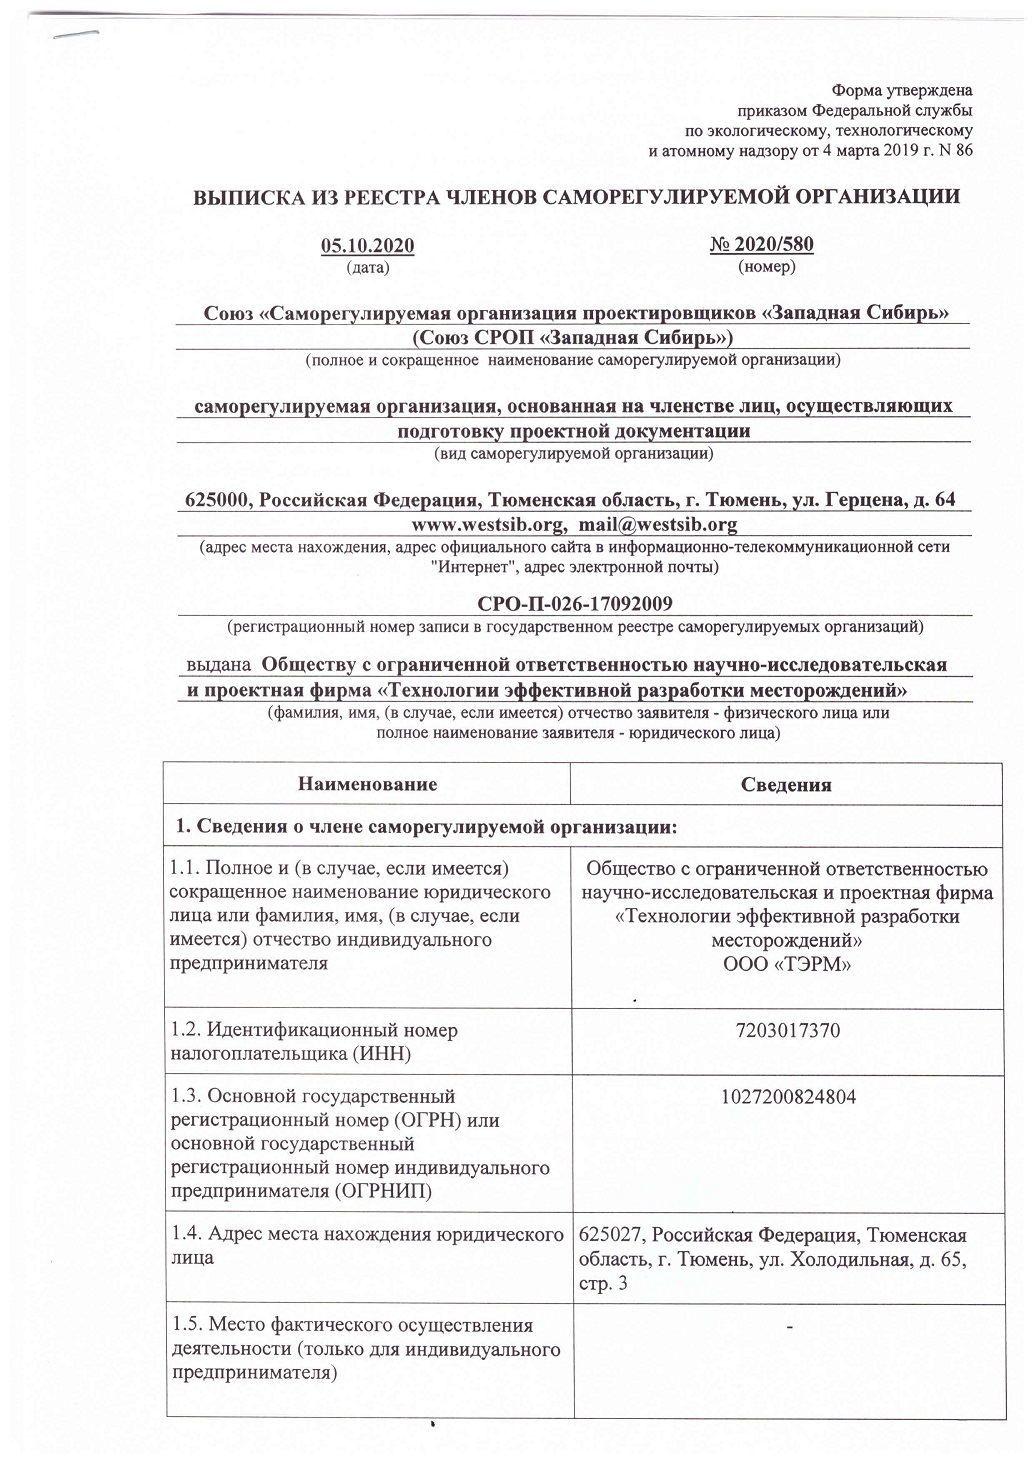 Форма утверждена
приказом Федеральной службы
по экологическому, технологическому
и атомному надзору от 4 марта 2019 г. N 86
ВЫПИСКА ИЗ РЕЕСТРА ЧЛЕНОВ САМОРЕГУЛИРУЕМОЙ ОРГАНИЗАЦИИ
05.10.2020 № 2020/580
(дата) (номер)
Союз «Саморегулируемая организация проектировщиков «Западная Сибирь»
(Союз СРОП «Западная Сибирь»)
(полное и сокращенное наименование саморегулируемой организации)
саморегулируемая организация, основанная на членстве лиц, осуществляющих
подготовку проектной документации
(вид саморегулируемой организации)
625000, Российская Федерация, Тюменская область, г. Тюмень, ул. Герцена, д. 64
www.westsib.org, mail@westsib.org
(адрес места нахождения, адрес официального сайта в информационно-телекоммуникационной сети
"Интернет", адрес электронной почты)
СРО-П-026-17092009
(регистрационный номер записи в государственном реестре саморегулируемых организаций)
выдана Обществу с ограниченной ответственностью научно-исследовательская
и проектная фирма «Технологии эффективной разработки месторождений»
(фамилия, имя, (в случае, если имеется) отчество заявителя - физического лица или
полное наименование заявителя - юридического лица)
Наименование Сведения
1. Сведения о члене саморегулируемой организации:
1.1. Полное и (в случае, если имеется)
сокращенное наименование юридического
лица или фамилия, имя, (в случае, если
имеется) отчество индивидуального
предпринимателя
Общество с ограниченной ответственностью
научно-исследовательская и проектная фирма
«Технологии эффективной разработки
месторождений»
ООО «ТЭРМ»
1.2. Идентификационный номер
налогоплательщика (ИНН)
7203017370
1.3. Основной государственный
регистрационный номер (ОГРН) или
основной государственный
регистрационный номер индивидуального
предпринимателя (ОГРНИП)
1027200824804
1.4. Адрес места нахождения юридического
лица
625027, Российская Федерация, Тюменская
область, г. Тюмень, ул. Холодильная, д. 65,
стр. 3
1.5. Место фактического осуществления
деятельности (только для индивидуального
предпринимателя)
-